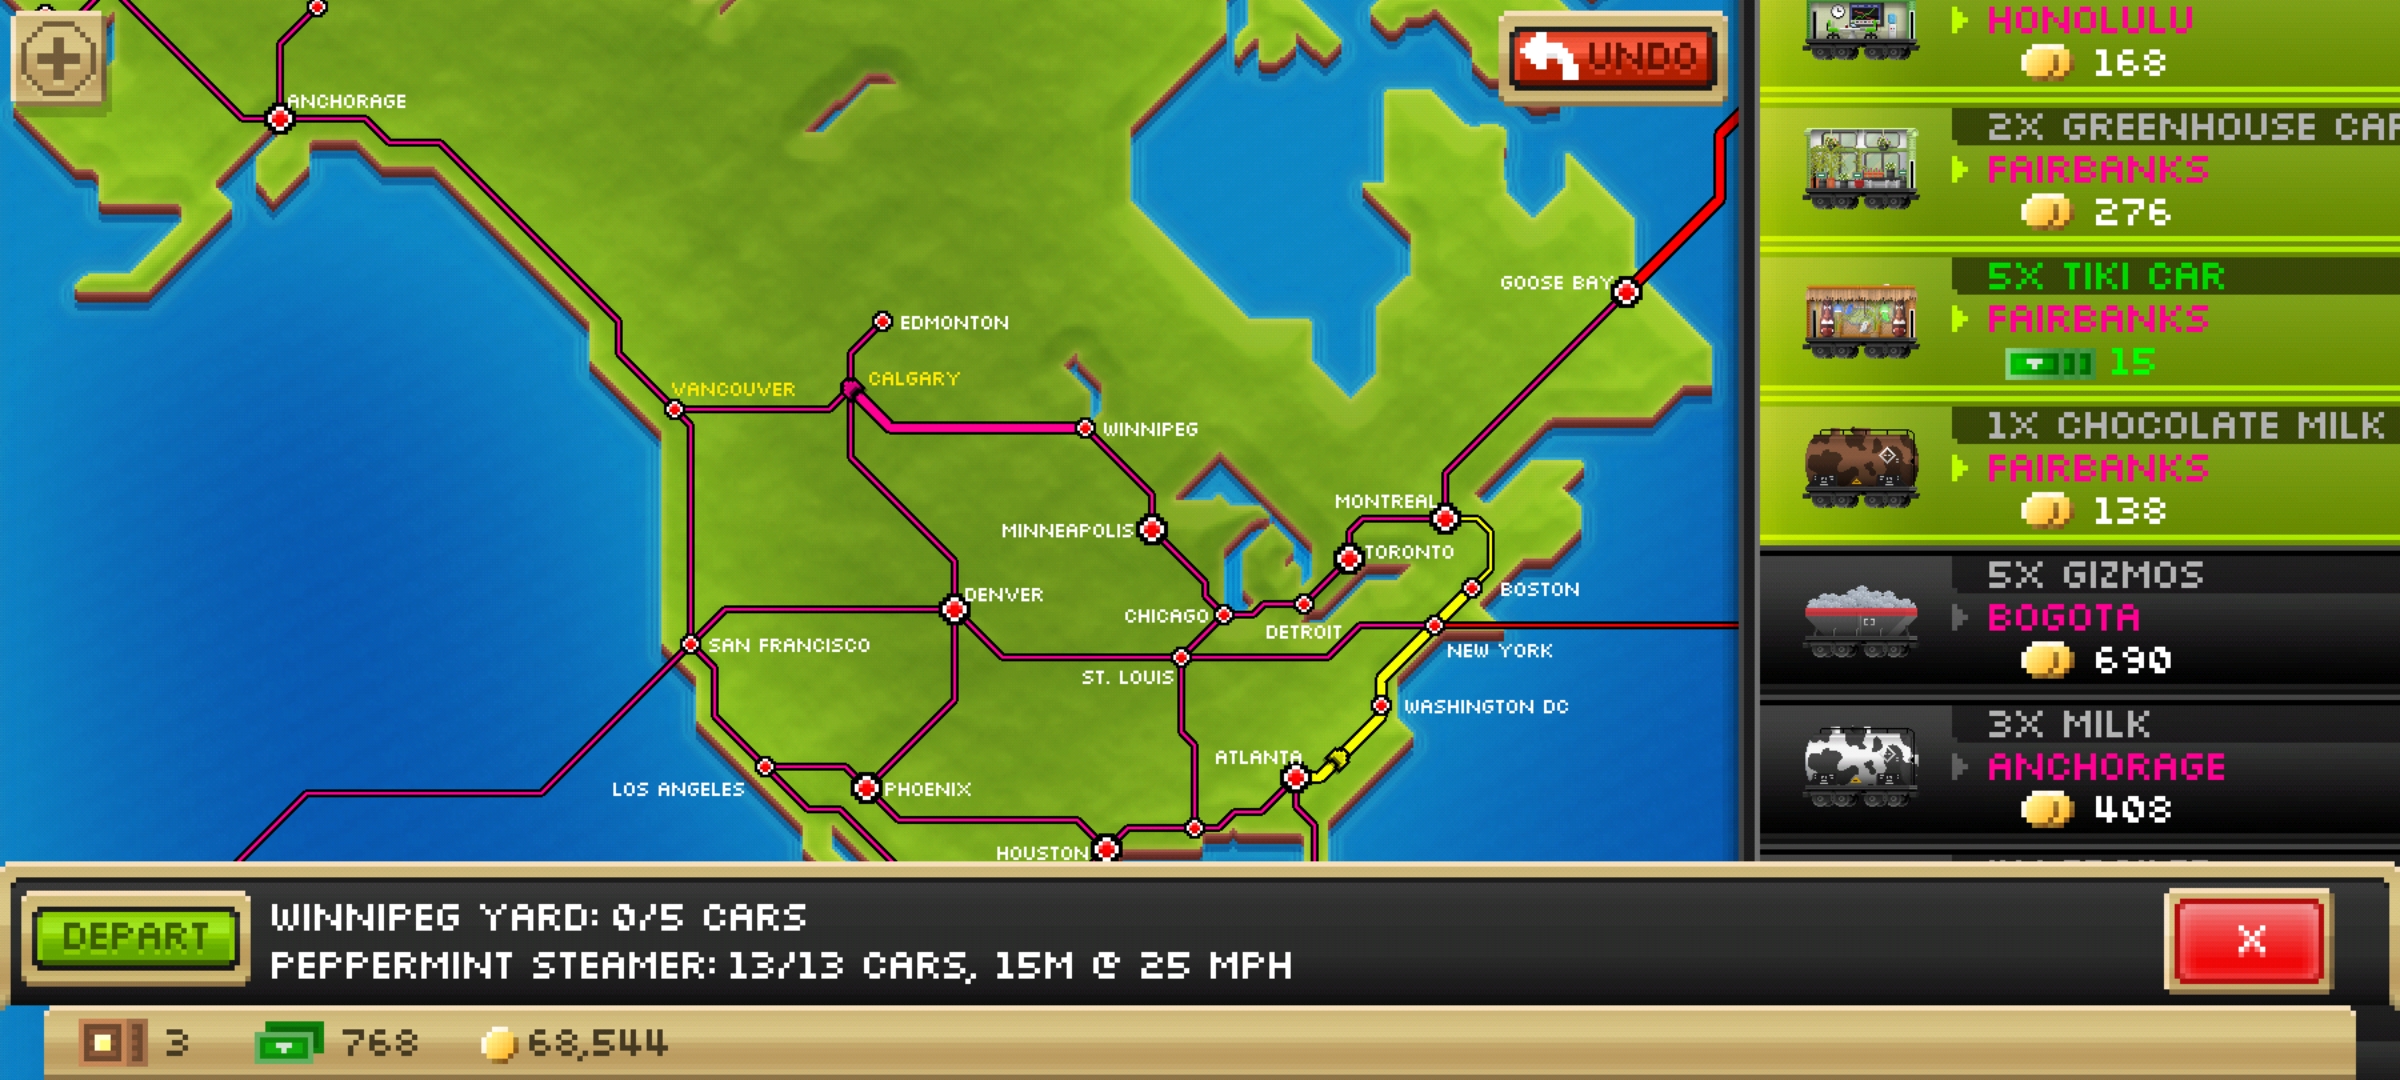 UNDO
ANCHORAGE
GOOSE BAY
EDMONTON
VANCOUVER
CALGARY
WINNIPEG
MONTREAL
MINNEAPOLIS
TORONTO
DENVER
BOSTON
CHICAGO
DETROIT
SAN FRANCISCO
NEW YORK
ST. LOUIS
WASHINGTON DC
ATLANTA
LOS ANGELES
PHOENIX
HOUSTON
HONOLULU
168
2X GREENHOUSE CAR
FAIRBANKS
276
5X TIKI CAR
FAIRBANKS
15
1X CHOCOLATE MILK
FAIRBANKS
138
5X GIZMOS
BOGOTA
690
3X MILK
ANCHORAGE
408
DEPART
WINNIPEG YARD: 0/5 CARS
PEPPERMINT STEAMER: 13/13 CARS, 15M @ 25 MPH
X
3
768
68,544